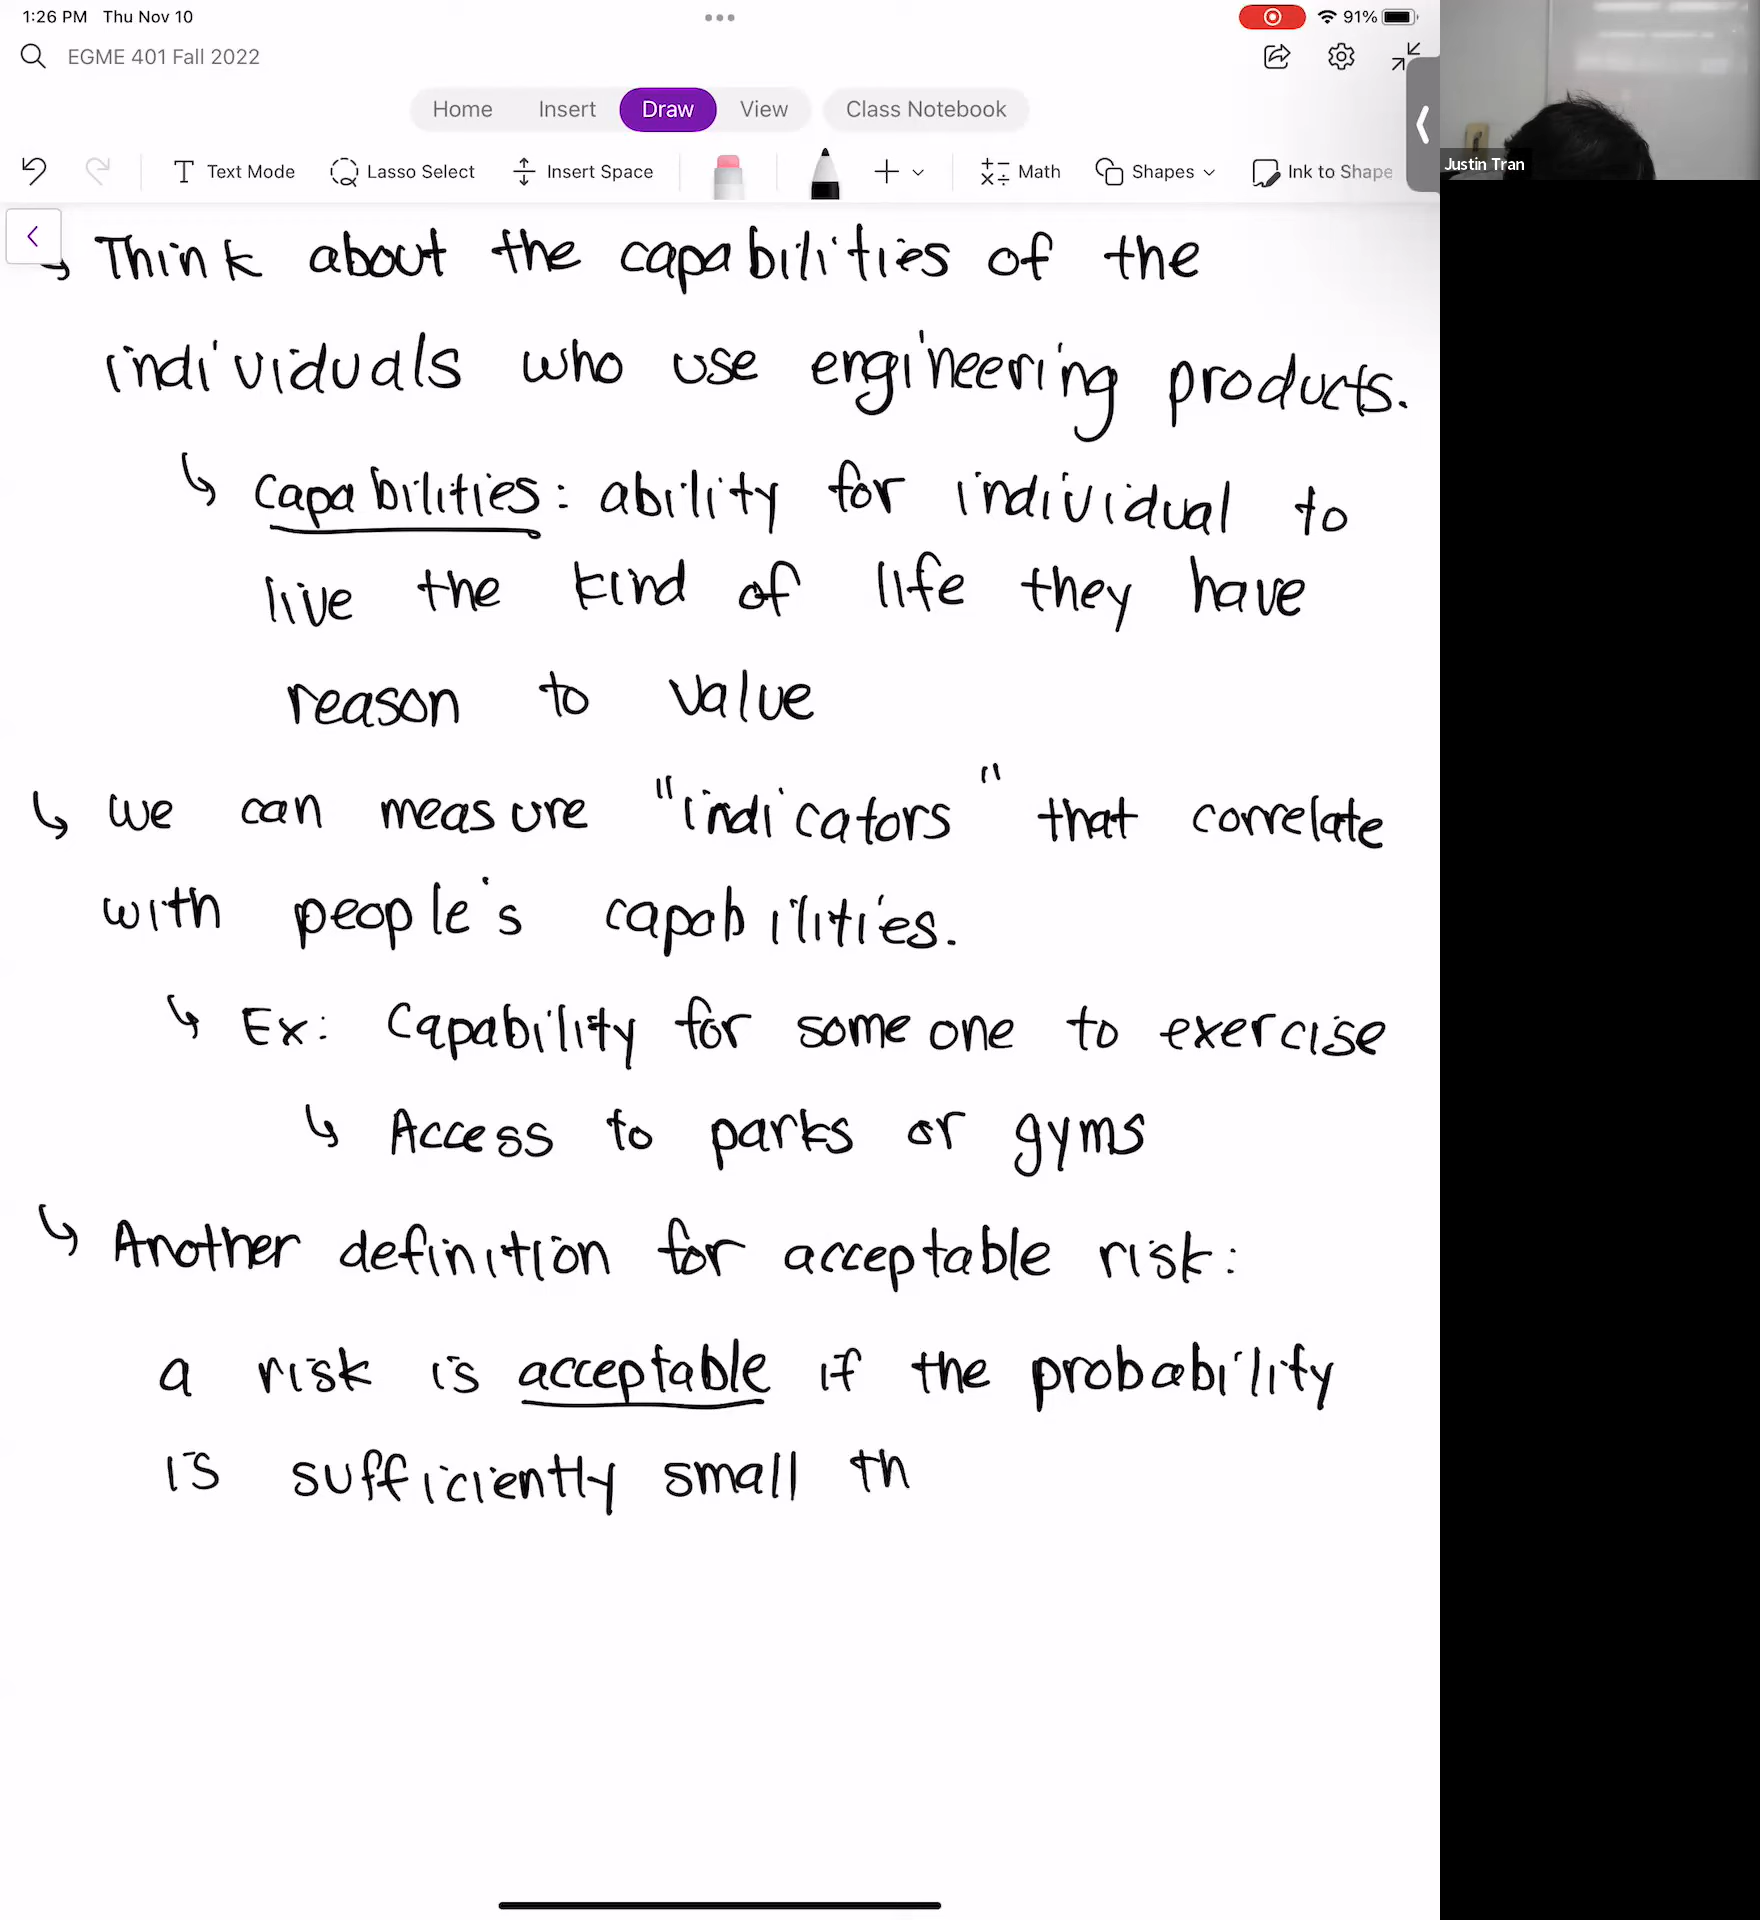 1:26 PM Thu Nov 10
91%
EGME 401 Fall 2022
Home Insert Draw View Class Notebook
Text Mode Lasso Select Insert Space Math Shapes Ink to Shape
Justin Tran
Think about the capabilities of the
individuals who use engineering products.
capabilities: ability for individual to
live the kind of life they have
reason to value
we can measure "indicators" that correlate
with people's capabilities.
Ex: Capability for someone to exercise
Access to parks or gyms
Another definition for acceptable risk:
a risk is acceptable if the probability
is sufficiently small th